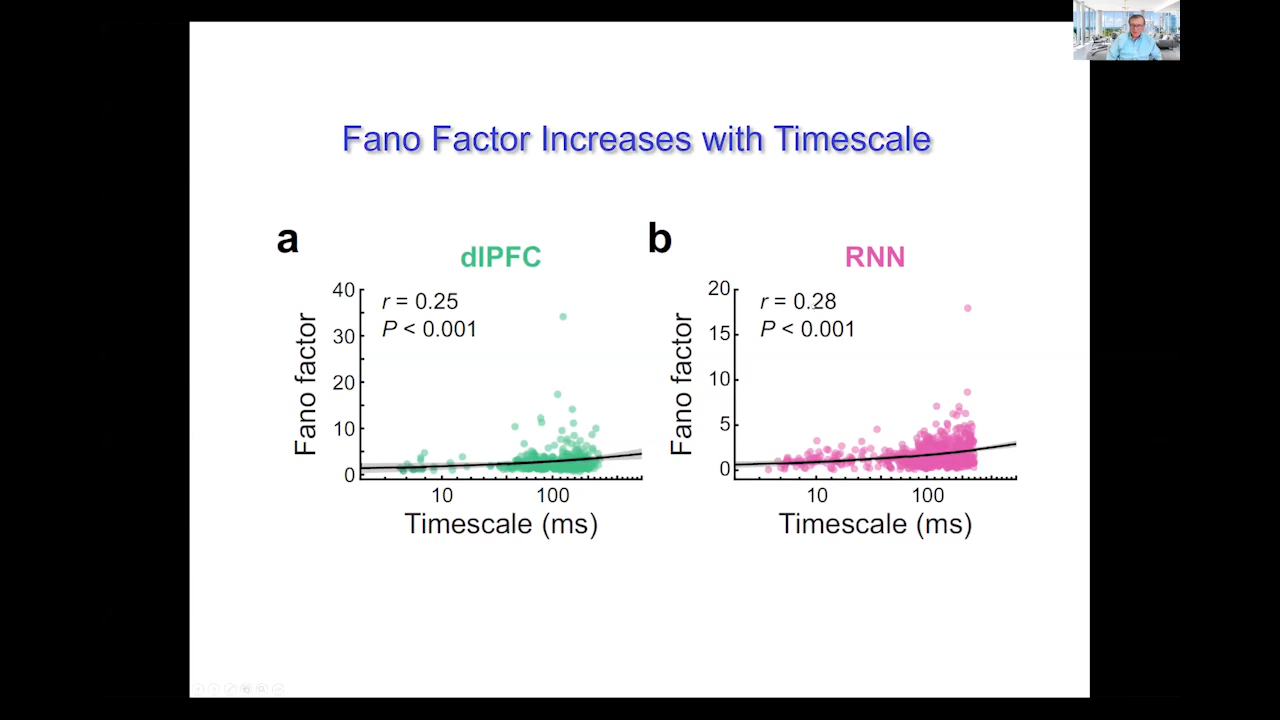 Fano Factor Increases with Timescale
a
dlPFC
r = 0.25
P < 0.001
40
30
20
10
0
Fano factor
10
100
Timescale (ms)
b
RNN
r = 0.28
P < 0.001
20
15
10
5
0
Fano factor
10
100
Timescale (ms)